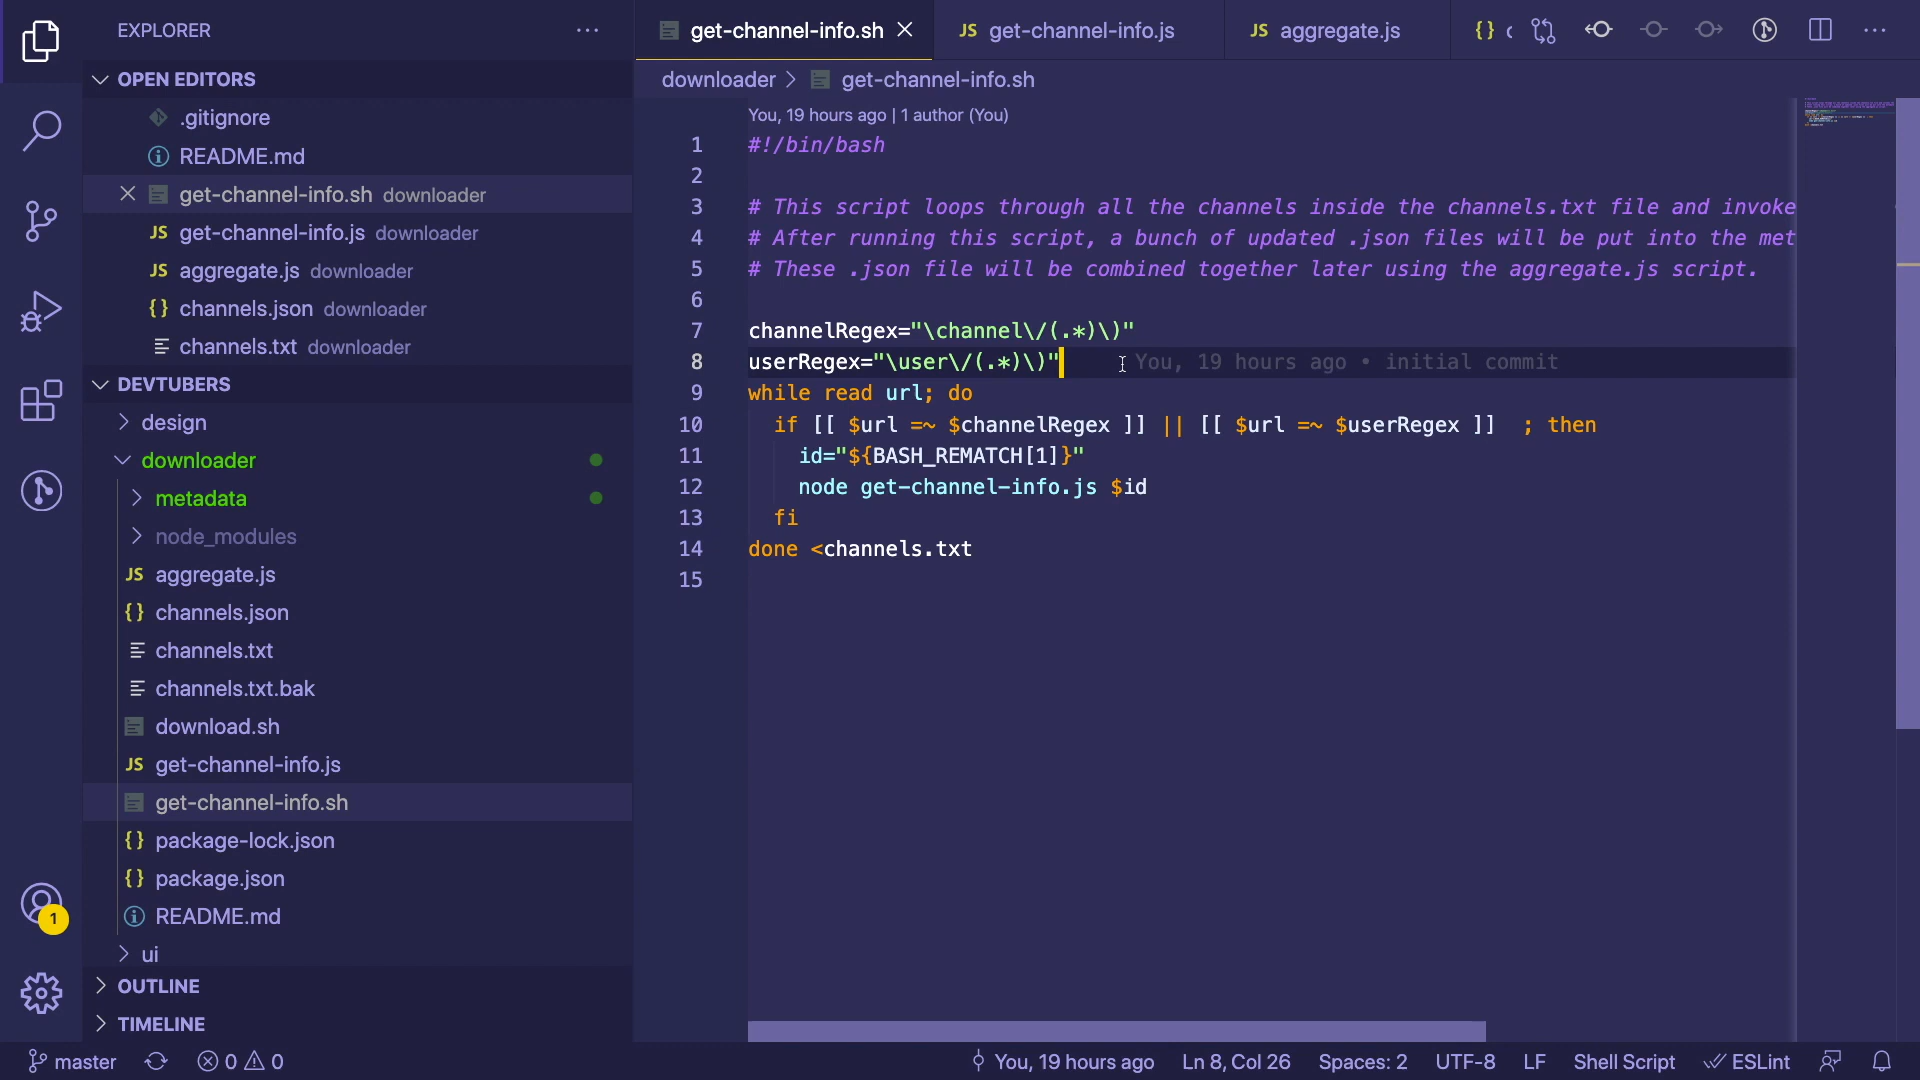 EXPLORER
OPEN EDITORS
.gitignore
README.md
get-channel-info.sh downloader
JS get-channel-info.js downloader
JS aggregate.js downloader
{} channels.json downloader
channels.txt downloader
DEVTUBERS
design
downloader
metadata
node_modules
JS aggregate.js
{} channels.json
channels.txt
channels.txt.bak
download.sh
JS get-channel-info.js
get-channel-info.sh
{} package-lock.json
{} package.json
README.md
ui
OUTLINE
TIMELINE
1
get-channel-info.sh
JS get-channel-info.js
JS aggregate.js
{}
downloader > get-channel-info.sh
You, 19 hours ago | 1 author (You)
1 #!/bin/bash
2
3 # This script loops through all the channels inside the channels.txt file and invoke
4 # After running this script, a bunch of updated .json files will be put into the met
5 # These .json file will be combined together later using the aggregate.js script.
6
7 channelRegex="\channel\/(.*)\)"
8 userRegex="\user\/(.*)\)" You, 19 hours ago • initial commit
9 while read url; do
10 if [[ $url =~ $channelRegex ]] || [[ $url =~ $userRegex ]] ; then
11 id="${BASH_REMATCH[1]}"
12 node get-channel-info.js $id
13 fi
14 done <channels.txt
15
master 0 0 You, 19 hours ago Ln 8, Col 26 Spaces: 2 UTF-8 LF Shell Script ESLint